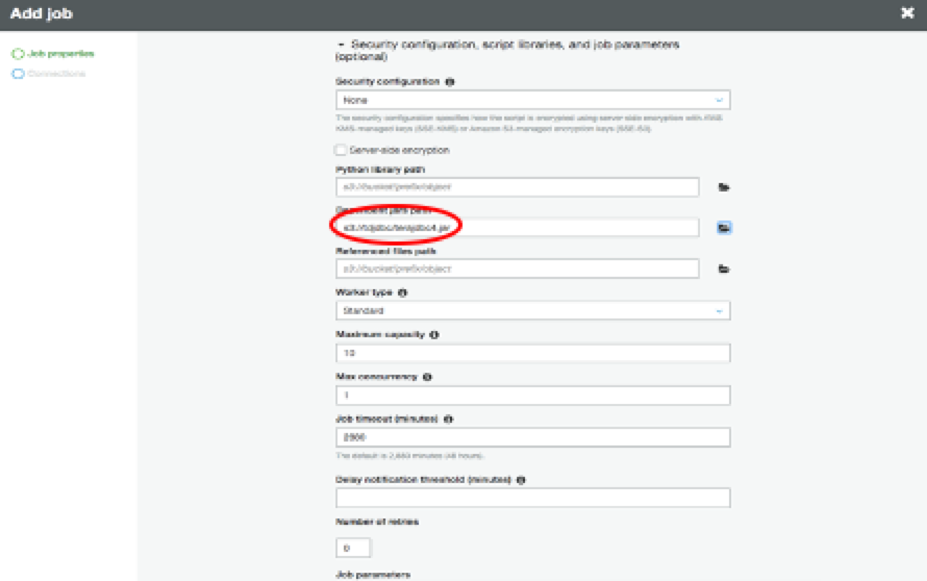 Add job
Job properties
Connections
Security configuration, script libraries, and job parameters
(optional)
Security configuration
None
The security configuration specifies how the script is encrypted using server-side encryption with AWS
KMS-managed keys (SSE-KMS) or Amazon S3-managed encryption keys (SSE-S3).
Server-side encryption
Python library path
s3://bucket/prefix/object
Dependent jars path
s3://tdjdbc/terajdbc4.jar
Referenced files path
s3://bucket/prefix/object
Worker type
Standard
Maximum capacity
10
Max concurrency
1
Job timeout (minutes)
2880
The default is 2,880 minutes (48 hours).
Delay notification threshold (minutes)
Number of retries
0
Job parameters